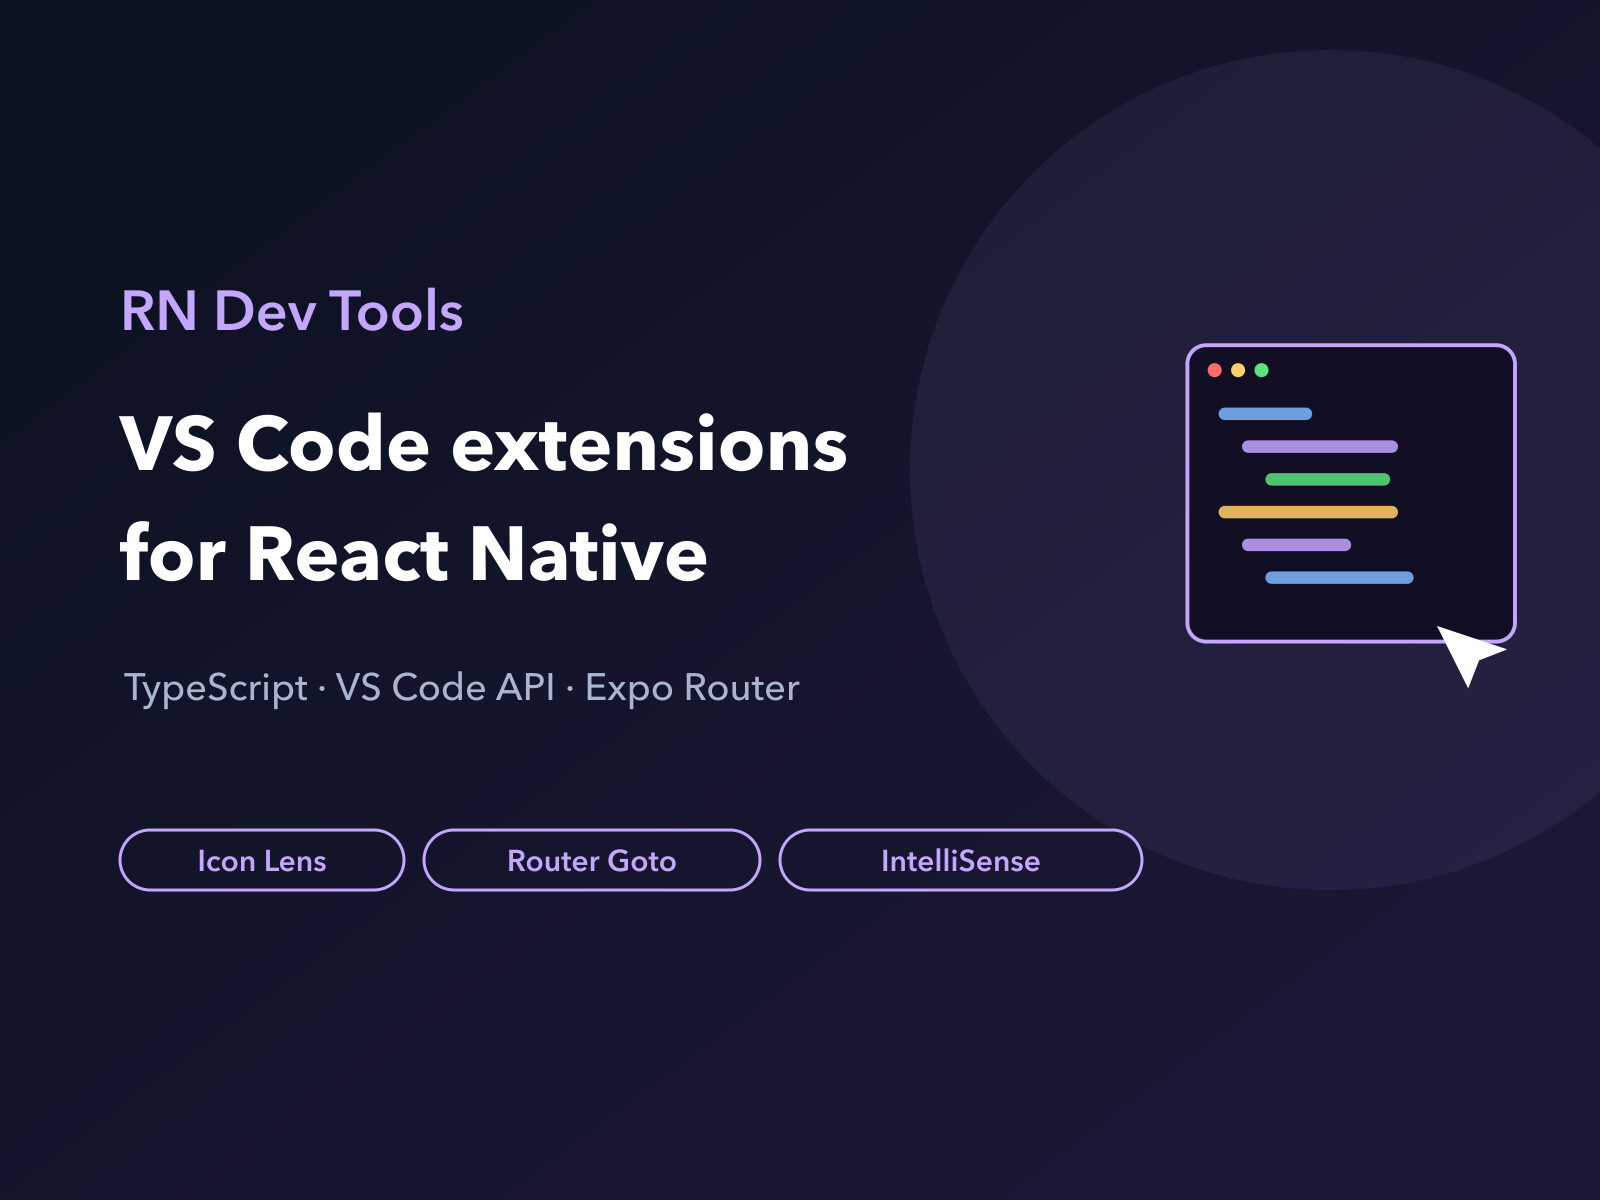 RN Dev Tools
VS Code extensions
for React Native
TypeScript · VS Code API · Expo Router
Icon Lens
Router Goto
IntelliSense